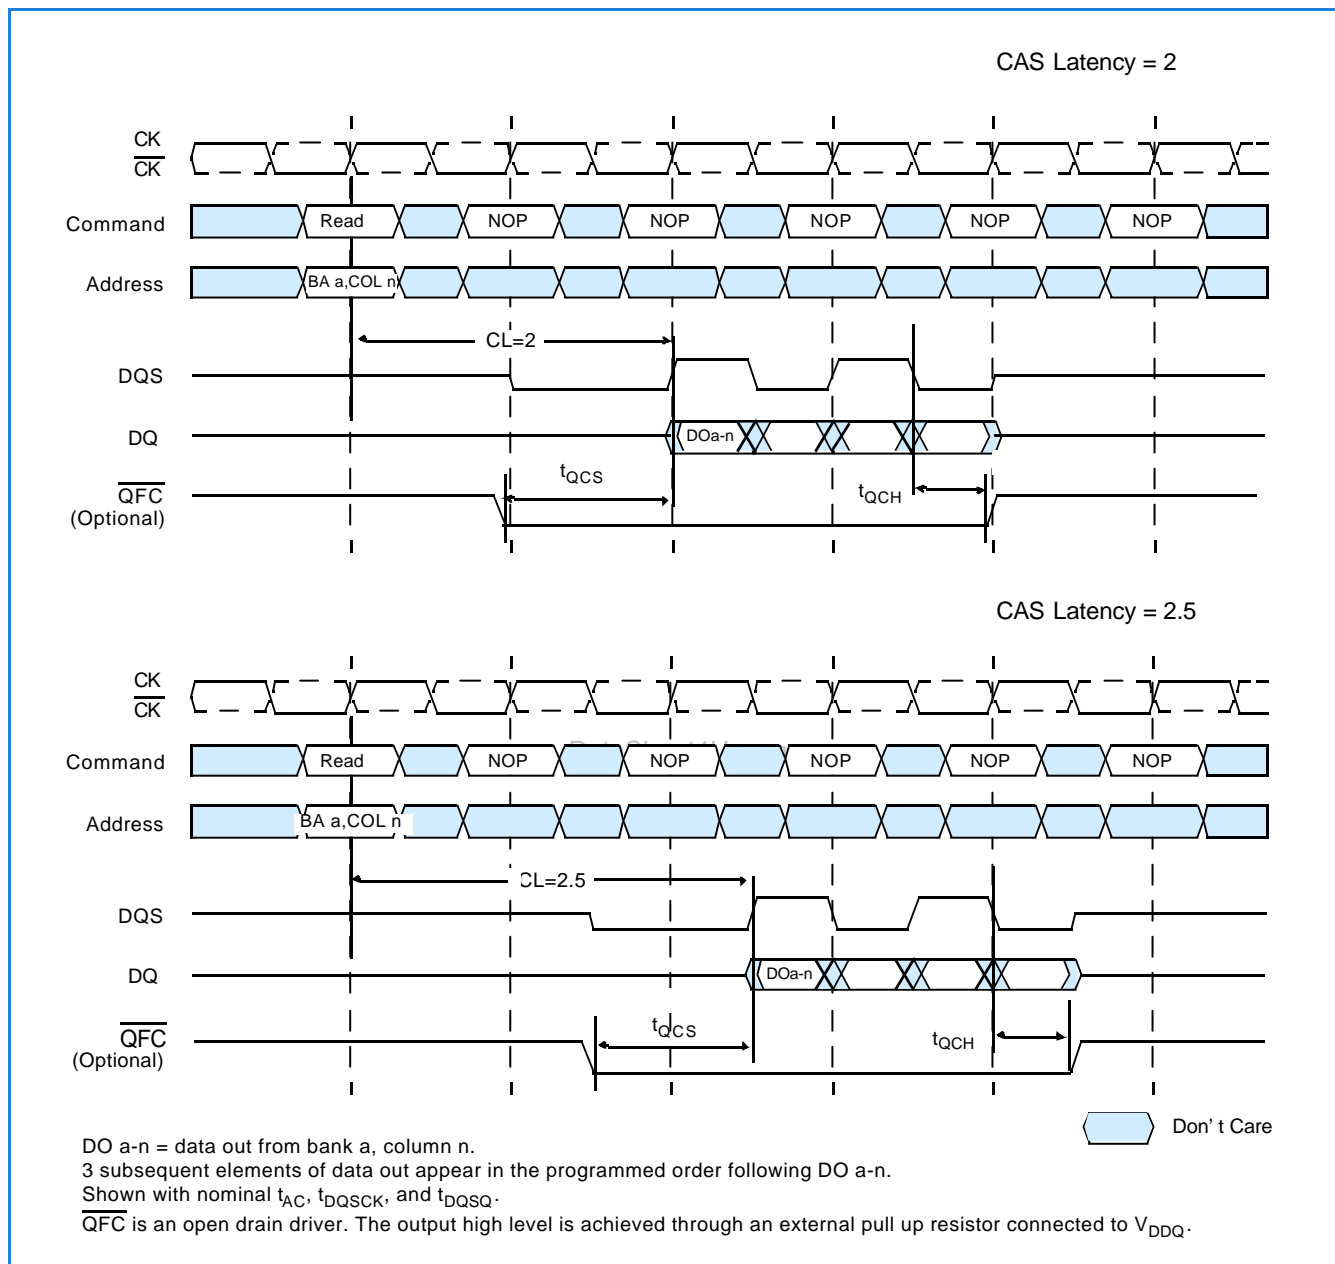 CAS Latency = 2
CK
CK
Command
Read NOP NOP NOP NOP NOP
Address
BA a,COL n
CL=2
DQS
DQ
DOa-n
tQCS
tQCH
QFC
(Optional)
CAS Latency = 2.5
CK
CK
Command
Read NOP NOP NOP NOP NOP
Address
BA a,COL n
CL=2.5
DQS
DQ
DOa-n
tQCS
tQCH
QFC
(Optional)
Don' t Care
DO a-n = data out from bank a, column n.
3 subsequent elements of data out appear in the programmed order following DO a-n.
Shown with nominal tAC, tDQSCK, and tDQSQ.
QFC is an open drain driver. The output high level is achieved through an external pull up resistor connected to VDDQ.